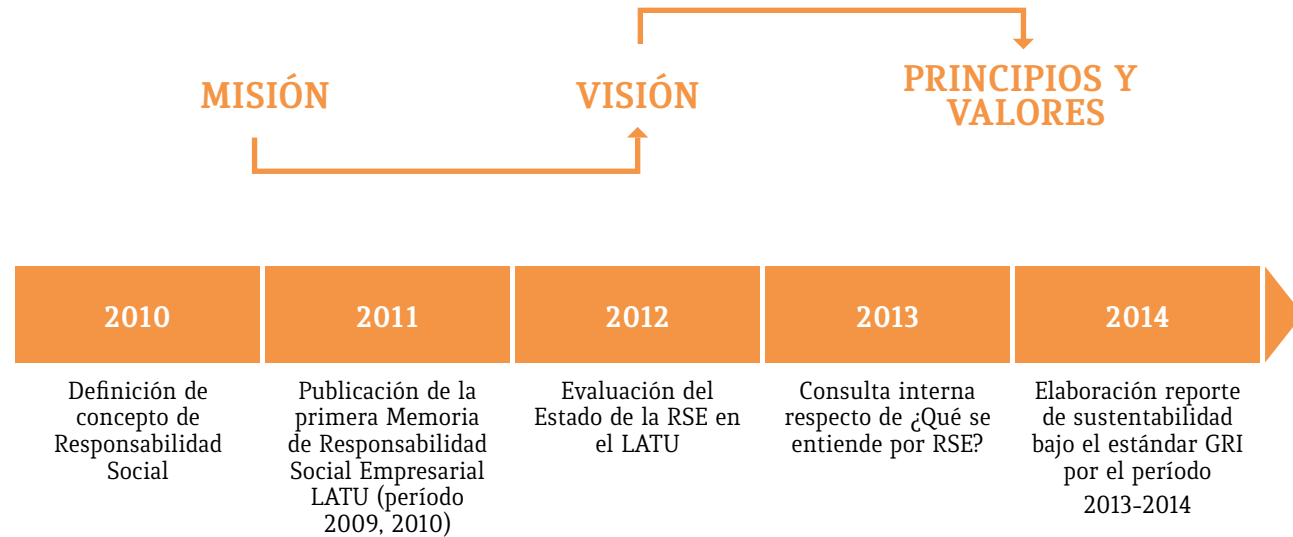 MISIÓN
VISIÓN
PRINCIPIOS Y
VALORES
2010
2011
2012
2013
2014
Definición de
concepto de
Responsabilidad
Social
Publicación de la
primera Memoria
de Responsabilidad
Social Empresarial
LATU (período
2009, 2010)
Evaluación del
Estado de la RSE en
el LATU
Consulta interna
respecto de ¿Qué se
entiende por RSE?
Elaboración reporte
de sustentabilidad
bajo el estándar GRI
por el período
2013-2014